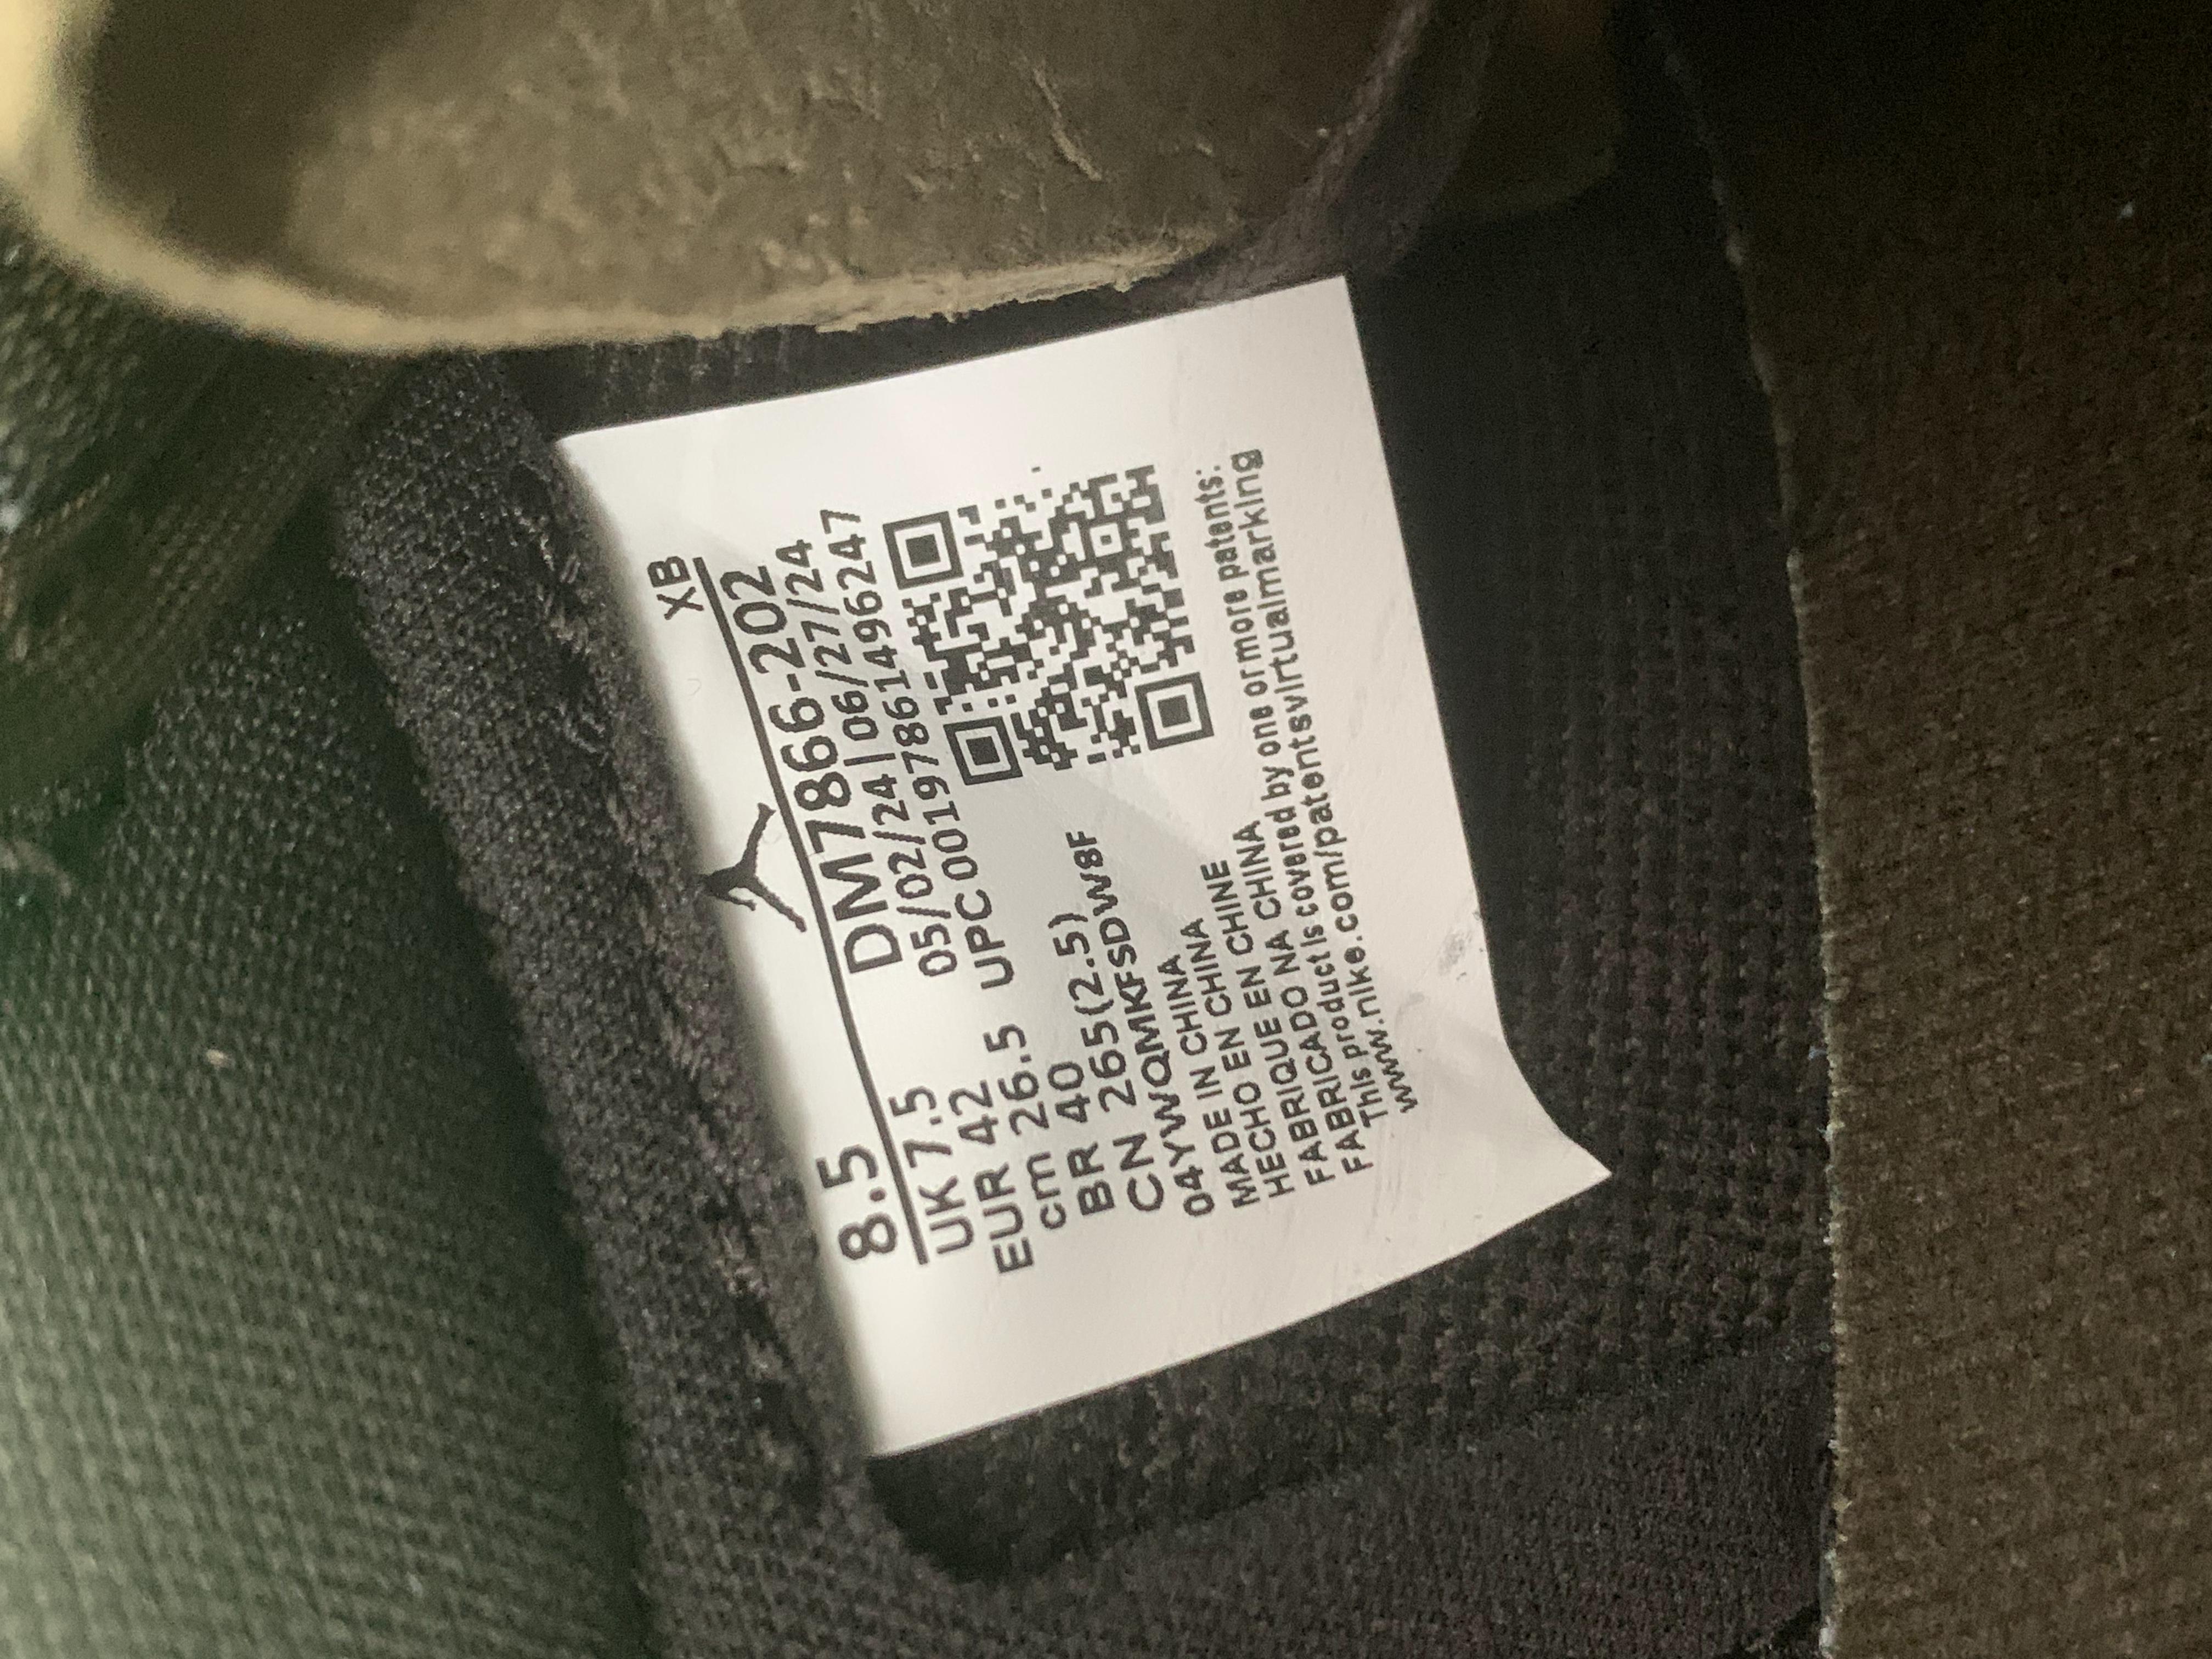 XB
8.5 DM7866-202
UK 7.5 05/02/24|06/27/24
EUR 42 UPC 00197861496247
cm 26.5
BR 40
CN 265(2.5)
04YWQMKFSDWW8F
MADE IN CHINA
HECHO EN CHINA
FABRIQUE EN CHINE
FABRICADO NA CHINA
This product is covered by one or more patents:
www.nike.com/patentsvirtualmarking